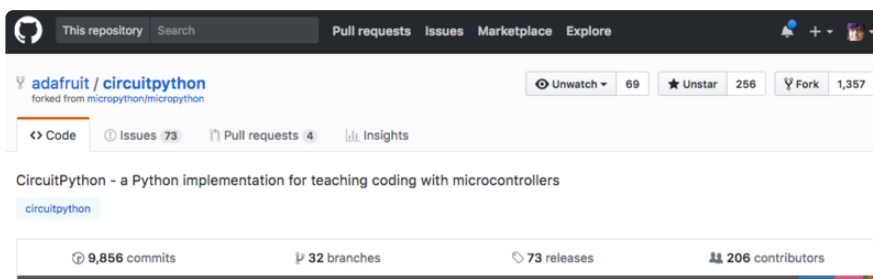 This repository Search Pull requests Issues Marketplace Explore
adafruit / circuitpython
forked from micropython/micropython
Unwatch 69 Unstar 256 Fork 1,357
Code Issues 73 Pull requests 4 Insights
CircuitPython - a Python implementation for teaching coding with microcontrollers
circuitpython
9,856 commits 32 branches 73 releases 206 contributors